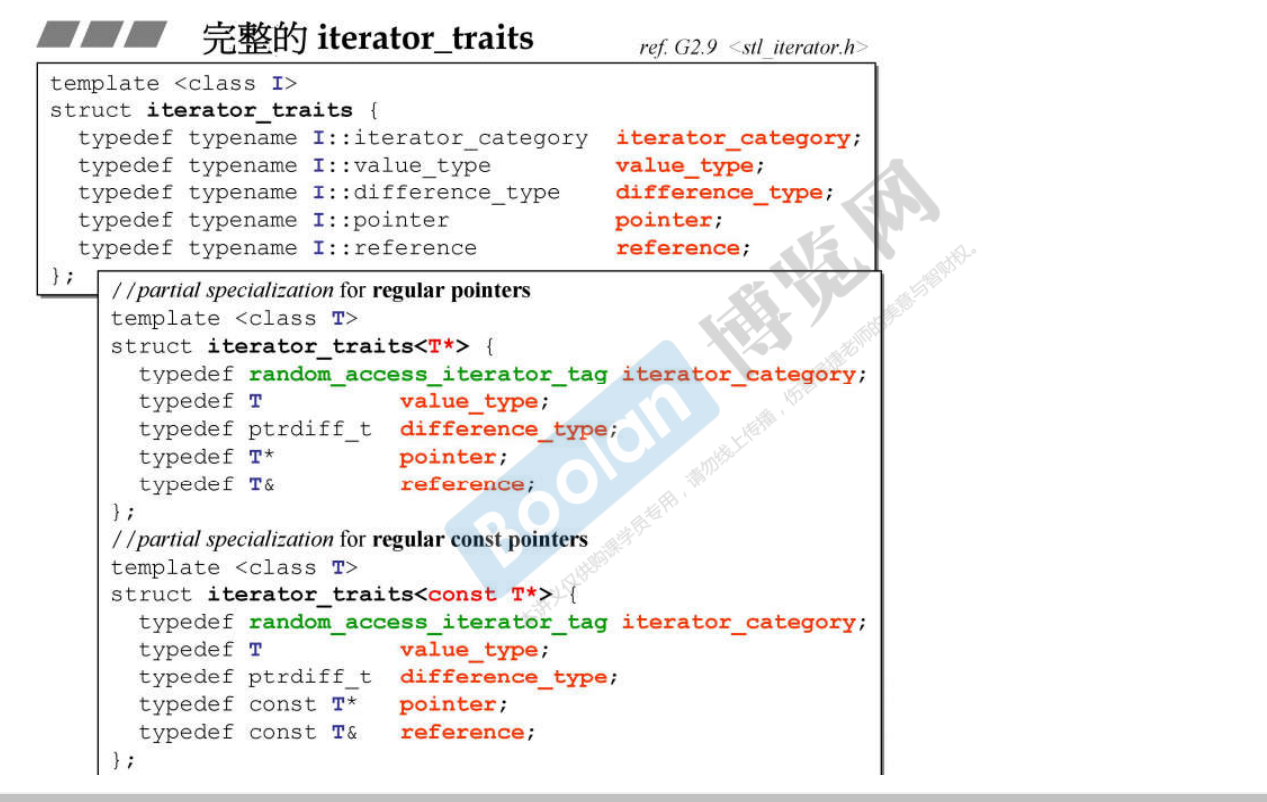 完整的 iterator_traits
ref. G2.9 <stl_iterator.h>
template <class I>
struct iterator_traits {
typedef typename I::iterator_category iterator_category;
typedef typename I::value_type value_type;
typedef typename I::difference_type difference_type;
typedef typename I::pointer pointer;
typedef typename I::reference reference;
};
//partial specialization for regular pointers
template <class T>
struct iterator_traits<T*> {
typedef random_access_iterator_tag iterator_category;
typedef T value_type;
typedef ptrdiff_t difference_type;
typedef T* pointer;
typedef T& reference;
};
//partial specialization for regular const pointers
template <class T>
struct iterator_traits<const T*> {
typedef random_access_iterator_tag iterator_category;
typedef T value_type;
typedef ptrdiff_t difference_type;
typedef const T* pointer;
typedef const T& reference;
};
Boolan 博览网
讲义仅供购课学员专用，请勿线上传播，伤害 捷老师的美意与智财权.